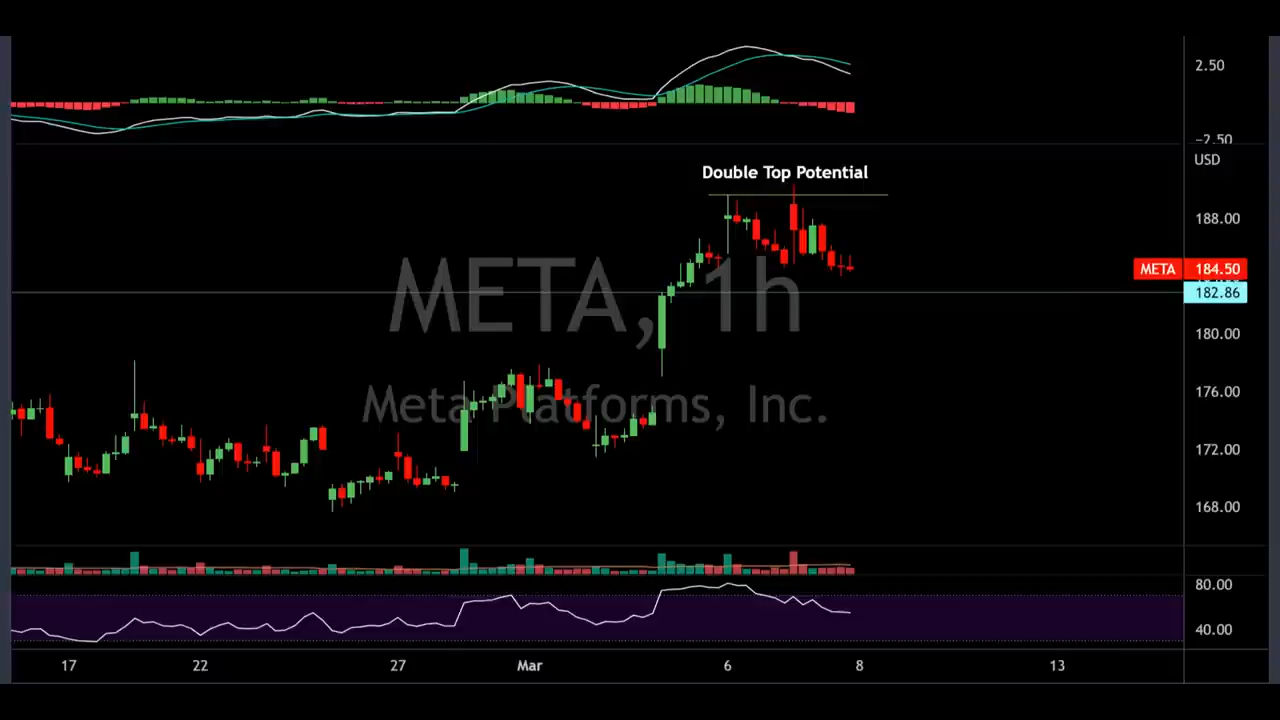 2.50
−2.50
USD
Double Top Potential
188.00
META 184.50
182.86
META, 1h
180.00
Meta Platforms, Inc.
176.00
172.00
168.00
80.00
40.00
17 22 27 Mar 6 8 13